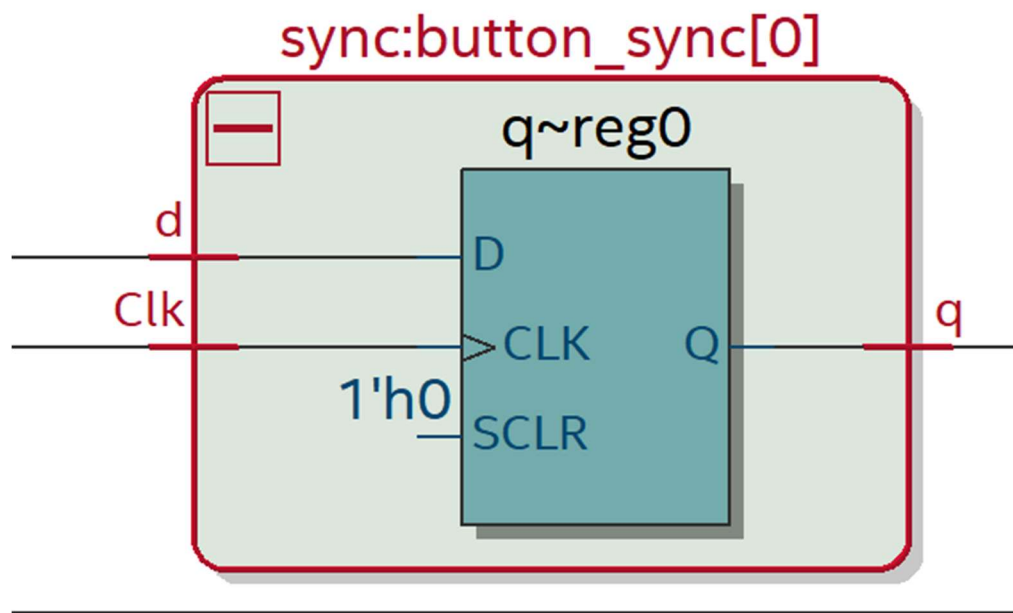 sync:button_sync[0]
q~reg0
d
D
Clk
CLK
Q
q
1'h0
SCLR